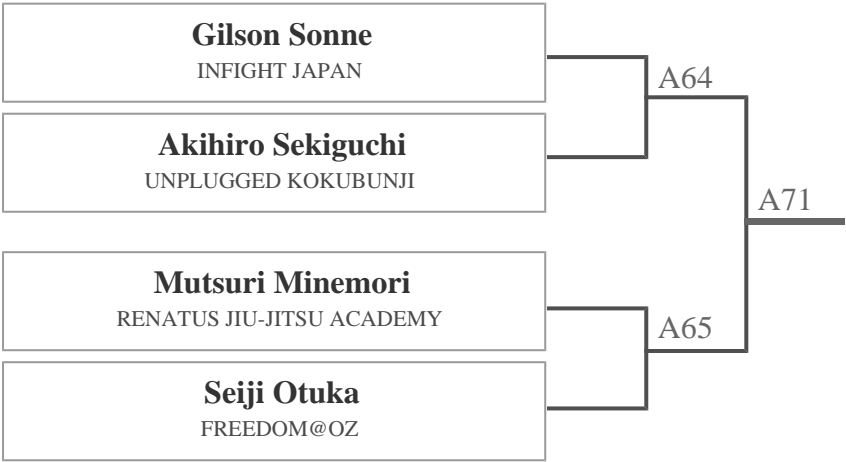 Gilson Sonne
INFIGHT JAPAN
A64
Akihiro Sekiguchi
UNPLUGGED KOKUBUNJI
A71
Mutsuri Minemori
RENATUS JIU-JITSU ACADEMY
A65
Seiji Otuka
FREEDOM@OZ